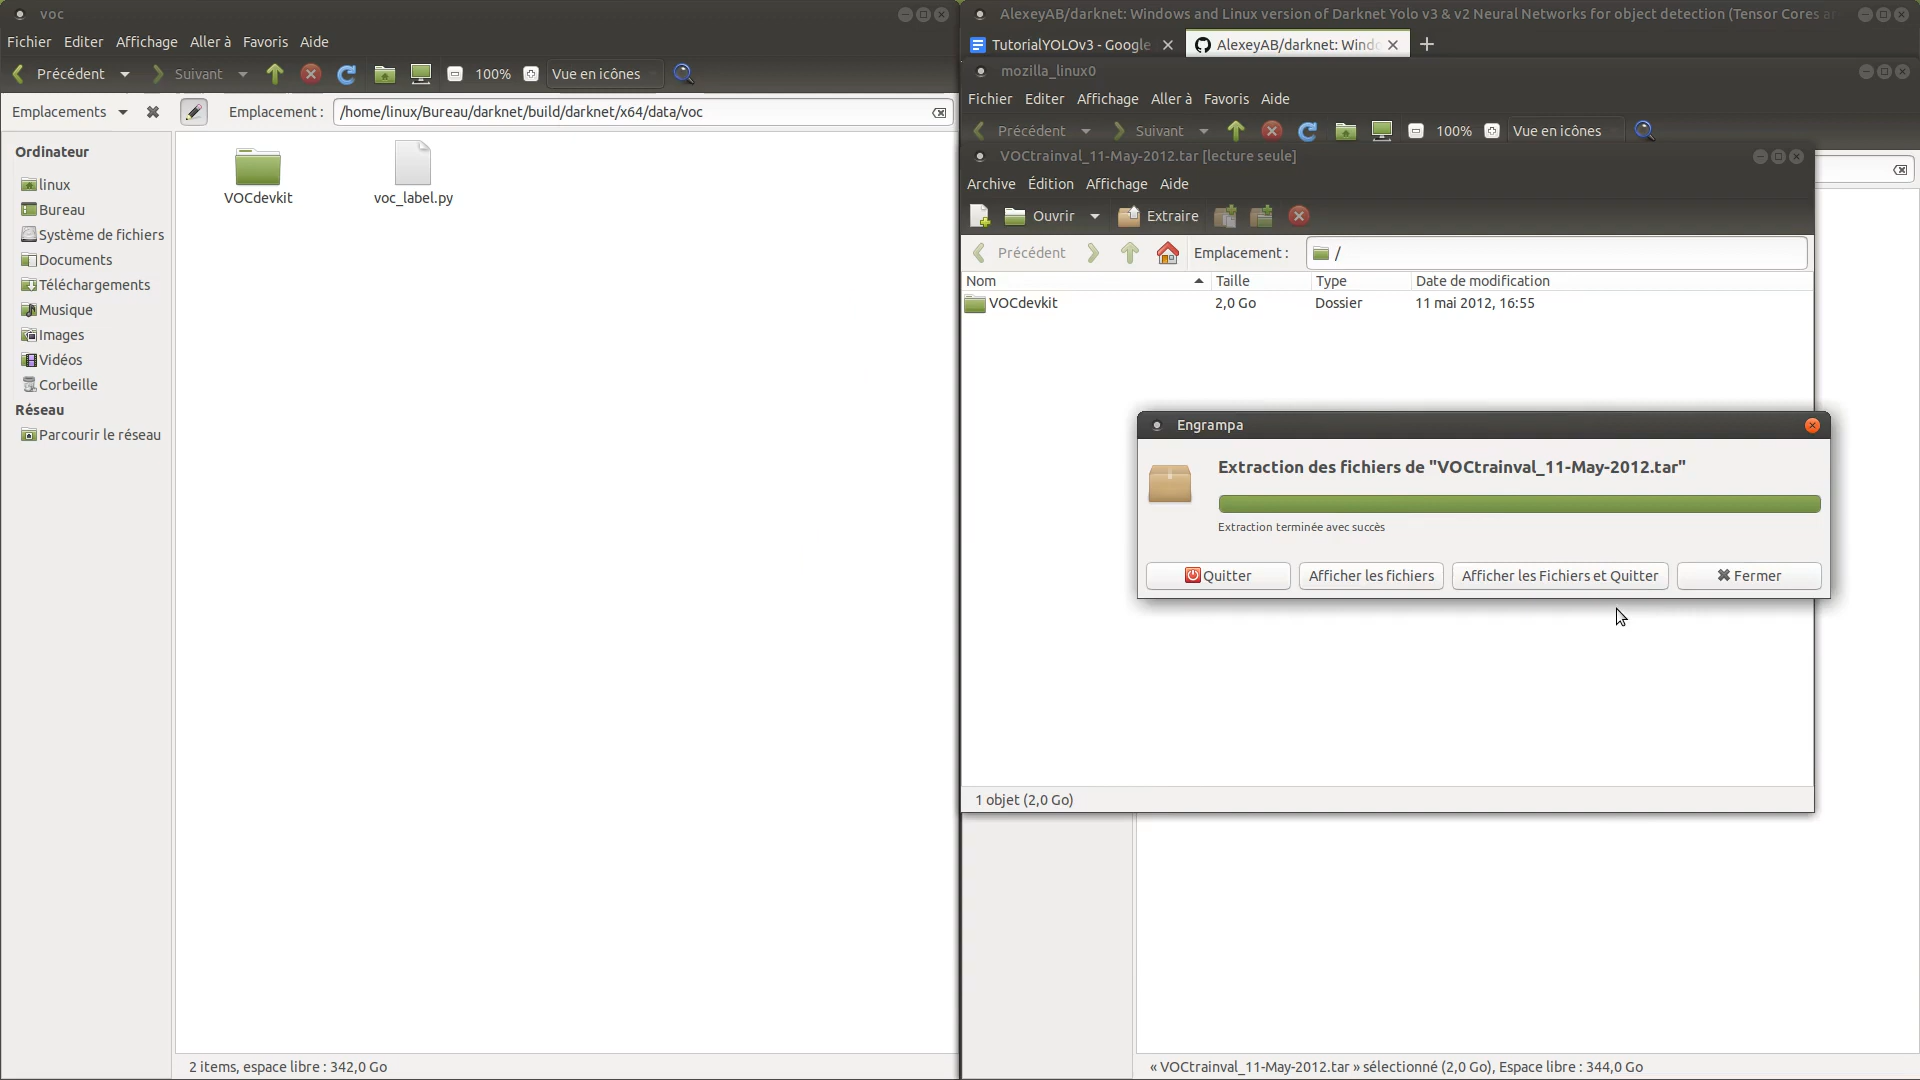 voc
Fichier Editer Affichage Aller à Favoris Aide
Précédent Suivant 100% Vue en icônes
Emplacements Emplacement : /home/linux/Bureau/darknet/build/darknet/x64/data/voc
Ordinateur
linux
Bureau
Système de fichiers
Documents
Téléchargements
Musique
Images
Vidéos
Corbeille
Réseau
Parcourir le réseau
VOCdevkit voc_label.py
2 items, espace libre : 342,0 Go
AlexeyAB/darknet: Windows and Linux version of Darknet Yolo v3 & v2 Neural Networks for object detection (Tensor Cores
TutorialYOLOv3 - Google AlexeyAB/darknet: Wind
mozilla_linux0
Fichier Editer Affichage Aller à Favoris Aide
Précédent Suivant 100% Vue en icônes
VOCtrainval_11-May-2012.tar [lecture seule]
Archive Édition Affichage Aide
Ouvrir Extraire
Précédent Emplacement : /
Nom Taille Type Date de modification
VOCdevkit 2,0 Go Dossier 11 mai 2012, 16:55
Engrampa
Extraction des fichiers de "VOCtrainval_11-May-2012.tar"
Extraction terminée avec succès
Quitter Afficher les fichiers Afficher les Fichiers et Quitter Fermer
1 objet (2,0 Go)
« VOCtrainval_11-May-2012.tar » sélectionné (2,0 Go), Espace libre : 344,0 Go